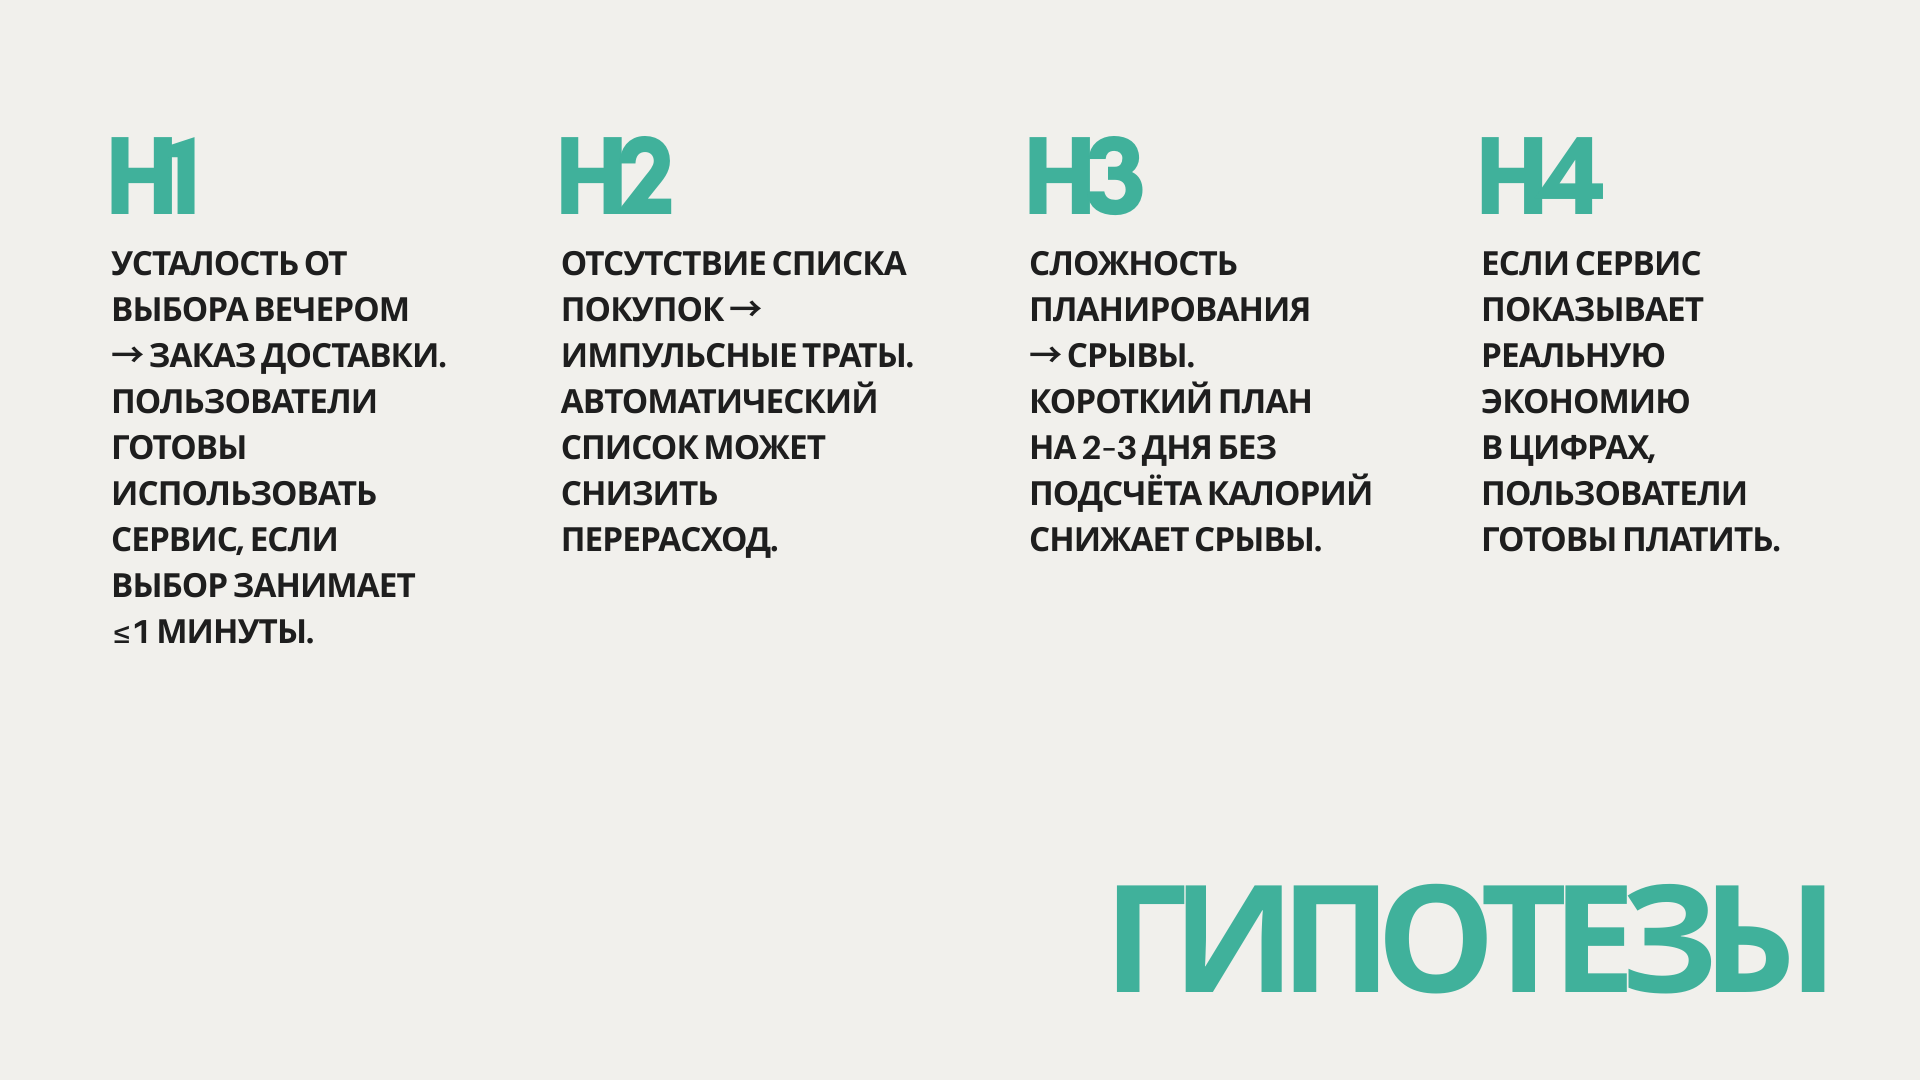 H1
УСТАЛОСТЬ ОТ
ВЫБОРА ВЕЧЕРОМ
→ ЗАКАЗ ДОСТАВКИ.
ПОЛЬЗОВАТЕЛИ
ГОТОВЫ
ИСПОЛЬЗОВАТЬ
СЕРВИС, ЕСЛИ
ВЫБОР ЗАНИМАЕТ
≤1 МИНУТЫ.
H2
ОТСУТСТВИЕ СПИСКА
ПОКУПОК →
ИМПУЛЬСНЫЕ ТРАТЫ.
АВТОМАТИЧЕСКИЙ
СПИСОК МОЖЕТ
СНИЗИТЬ
ПЕРЕРАСХОД.
H3
СЛОЖНОСТЬ
ПЛАНИРОВАНИЯ
→ СРЫВЫ.
КОРОТКИЙ ПЛАН
НА 2–3 ДНЯ БЕЗ
ПОДСЧЁТА КАЛОРИЙ
СНИЖАЕТ СРЫВЫ.
H4
ЕСЛИ СЕРВИС
ПОКАЗЫВАЕТ
РЕАЛЬНУЮ
ЭКОНОМИЮ
В ЦИФРАХ,
ПОЛЬЗОВАТЕЛИ
ГОТОВЫ ПЛАТИТЬ.
ГИПОТЕЗЫ